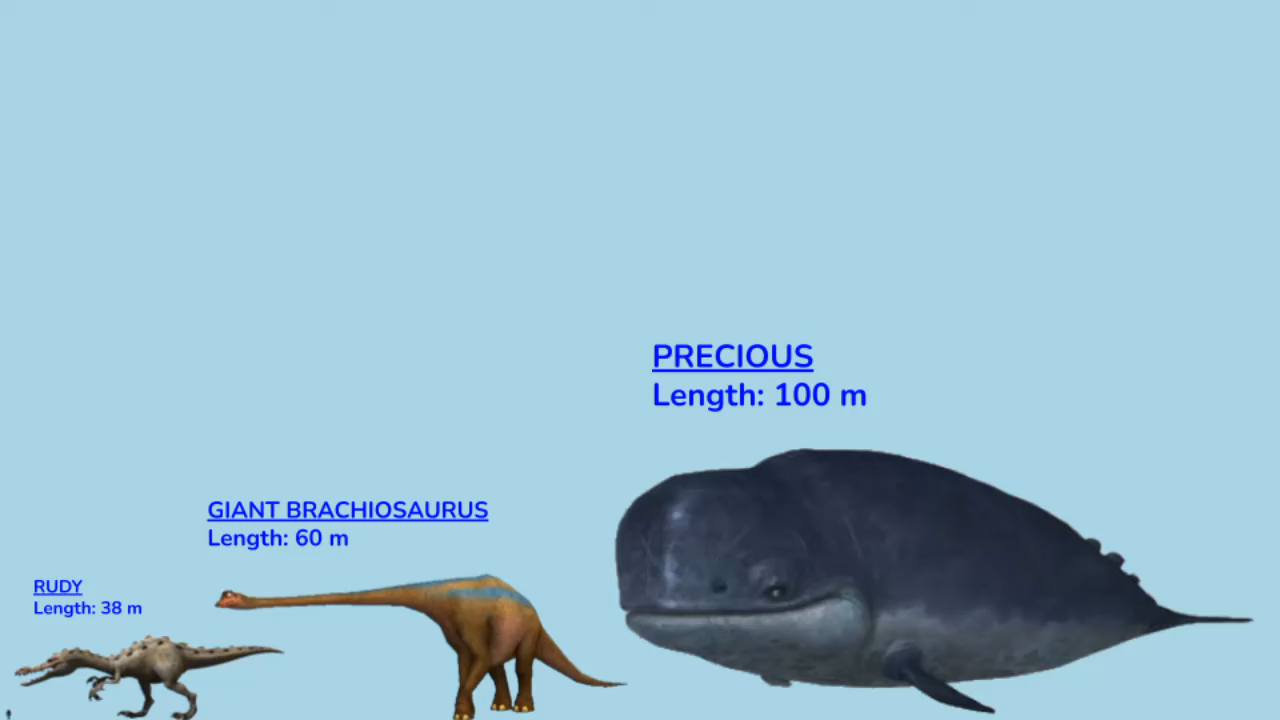 PRECIOUS
Length: 100 m
GIANT BRACHIOSAURUS
Length: 60 m
RUDY
Length: 38 m